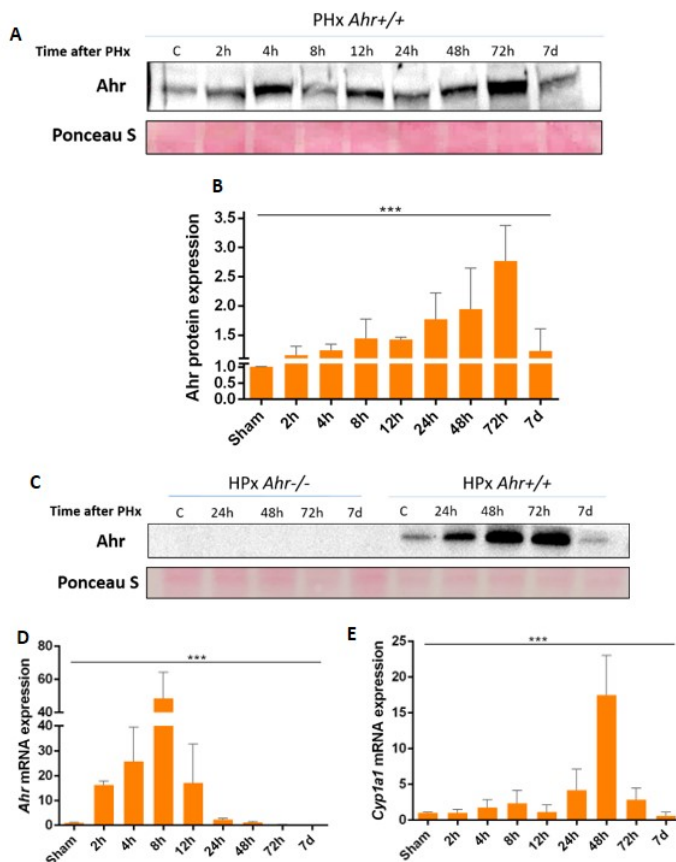 PHx Ahr+/+
A
Time after PHx C 2h 4h 8h 12h 24h 48h 72h 7d
Ahr
Ponceau S
B
***
Ahr protein expression
3.5
3.0
2.5
2.0
1.5
1.0
0.5
0.0
Sham 2h 4h 8h 12h 24h 48h 72h 7d
C
HPx Ahr-/- HPx Ahr+/+
Time after PHx C 24h 48h 72h 7d C 24h 48h 72h 7d
Ahr
Ponceau S
D
***
Ahr mRNA expression
80
60
40
40
30
20
10
0
Sham 2h 4h 8h 12h 24h 48h 72h 7d
E
***
Cyp1a1 mRNA expression
25
20
15
10
5
0
Sham 2h 4h 8h 12h 24h 48h 72h 7d